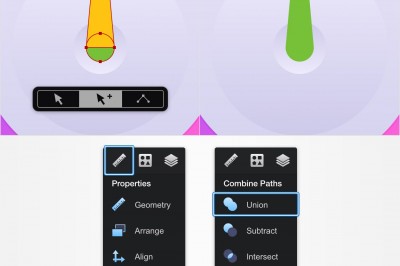 Properties
Geometry
Arrange
Align
Combine Paths
Union
Subtract
Intersect